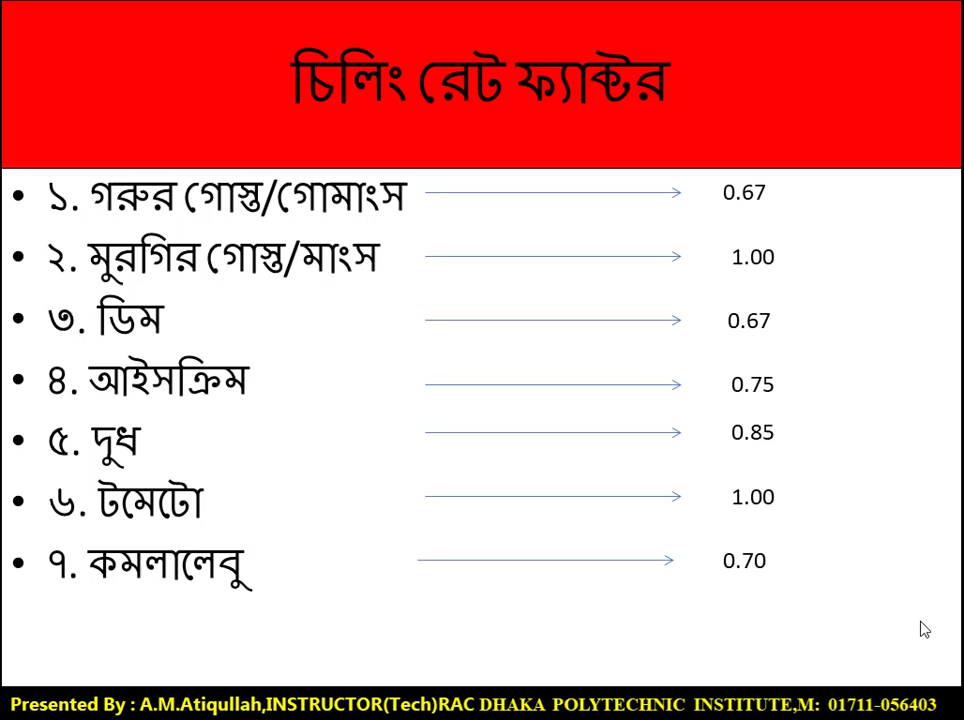 চিলিং রেট ফ্যাক্টর
• ১. গরুর গোস্ত/গোমাংস 0.67
• ২. মুরগির গোস্ত/মাংস 1.00
• ৩. ডিম 0.67
• ৪. আইসক্রিম 0.75
• ৫. দুধ 0.85
• ৬. টমেটো 1.00
• ৭. কমলালেবু 0.70
Presented By : A.M.Atiqullah,INSTRUCTOR(Tech)RAC DHAKA POLYTECHNIC INSTITUTE,M: 01711-056403